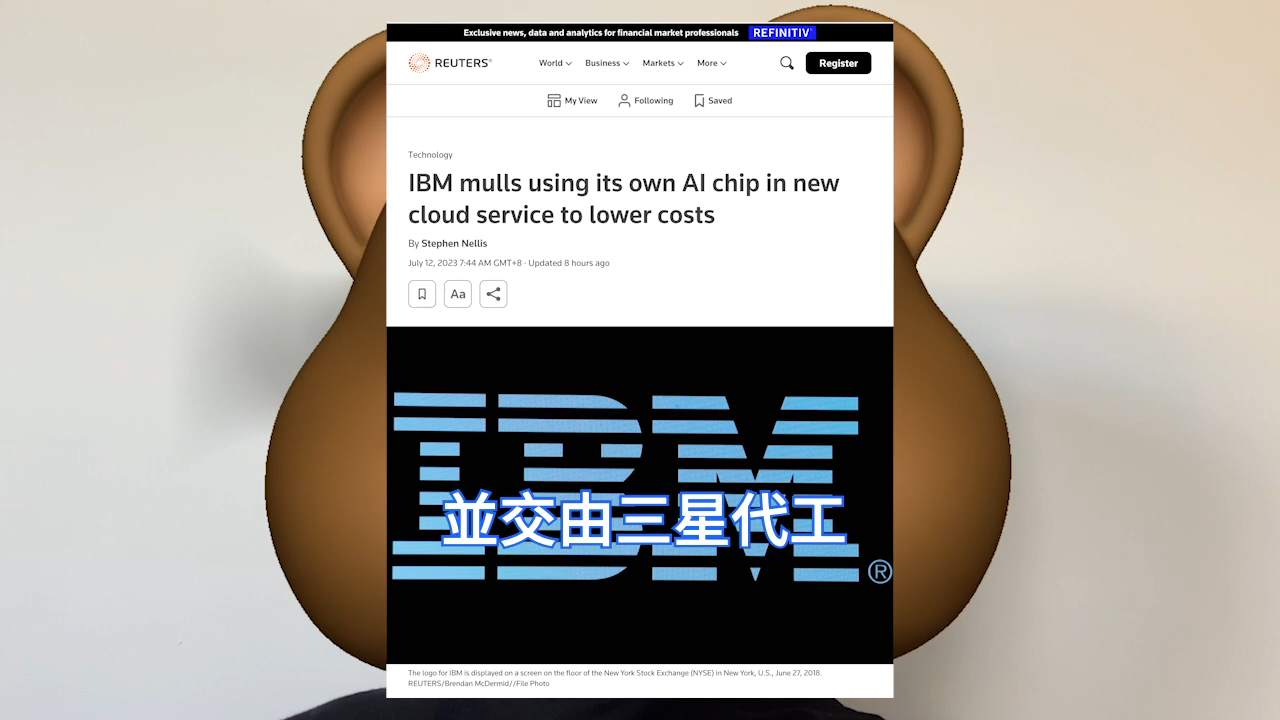 Exclusive news, data and analytics for financial market professionals REFINITIV
REUTERS® World Business Markets More Register
My View Following Saved
Technology
IBM mulls using its own AI chip in new
cloud service to lower costs
By Stephen Nellis
July 12, 2023 7:44 AM GMT+8 · Updated 8 hours ago
Aa
IBM®
並交由三星代工
The logo for IBM is displayed on a screen on the floor of the New York Stock Exchange (NYSE) in New York, U.S., June 27, 2018.
REUTERS/Brendan McDermid//File Photo